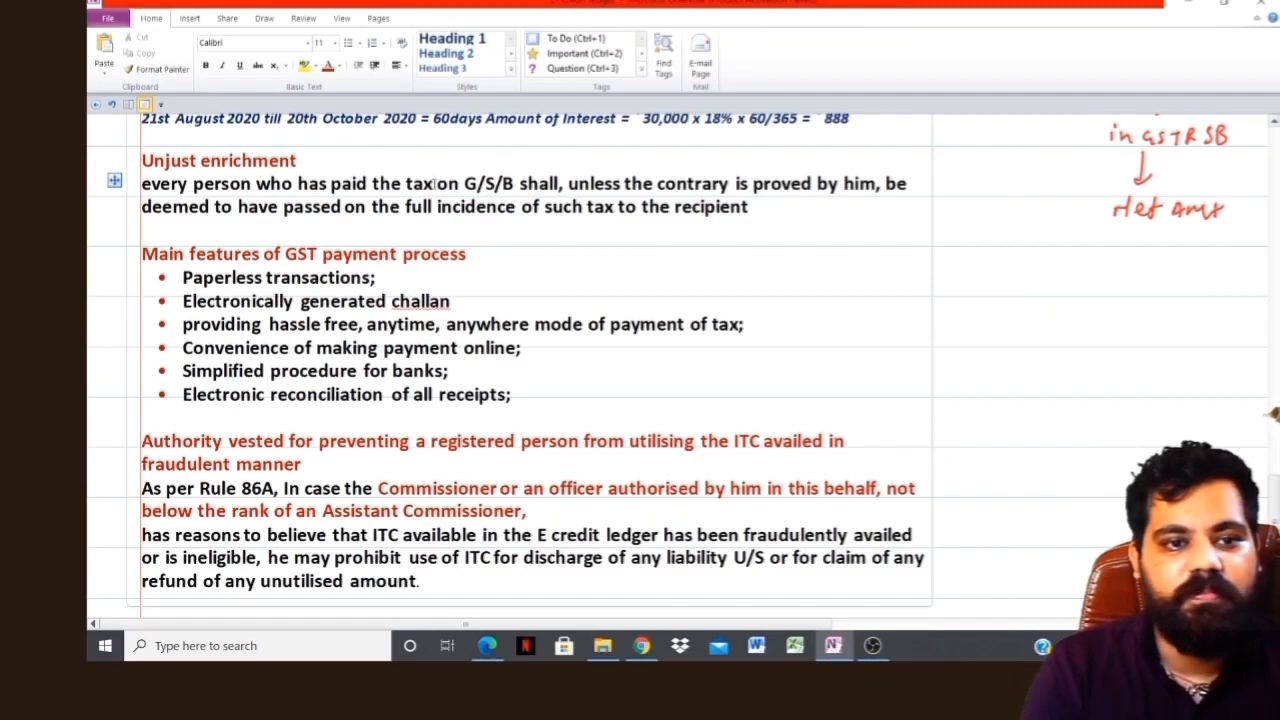 File Home Insert Share Draw Review View Pages
Cut
Copy
Paste
Format Painter
Clipboard
Calibri 11
B I U abc
Basic Text
Heading 1
Heading 2
Heading 3
Styles
To Do (Ctrl+1)
Important (Ctrl+2)
Question (Ctrl+3)
Tags
Find
Tags
E-mail
Page
Mail
21st August 2020 till 20th October 2020 = 60days Amount of Interest = ` 30,000 x 18% x 60/365 = ` 888
in GSTR 3B
Net Amt
Unjust enrichment
every person who has paid the tax on G/S/B shall, unless the contrary is proved by him, be
deemed to have passed on the full incidence of such tax to the recipient
Main features of GST payment process
• Paperless transactions;
• Electronically generated challan
• providing hassle free, anytime, anywhere mode of payment of tax;
• Convenience of making payment online;
• Simplified procedure for banks;
• Electronic reconciliation of all receipts;
Authority vested for preventing a registered person from utilising the ITC availed in
fraudulent manner
As per Rule 86A, In case the Commissioner or an officer authorised by him in this behalf, not
below the rank of an Assistant Commissioner,
has reasons to believe that ITC available in the E credit ledger has been fraudulently availed
or is ineligible, he may prohibit use of ITC for discharge of any liability U/S or for claim of any
refund of any unutilised amount.
Type here to search